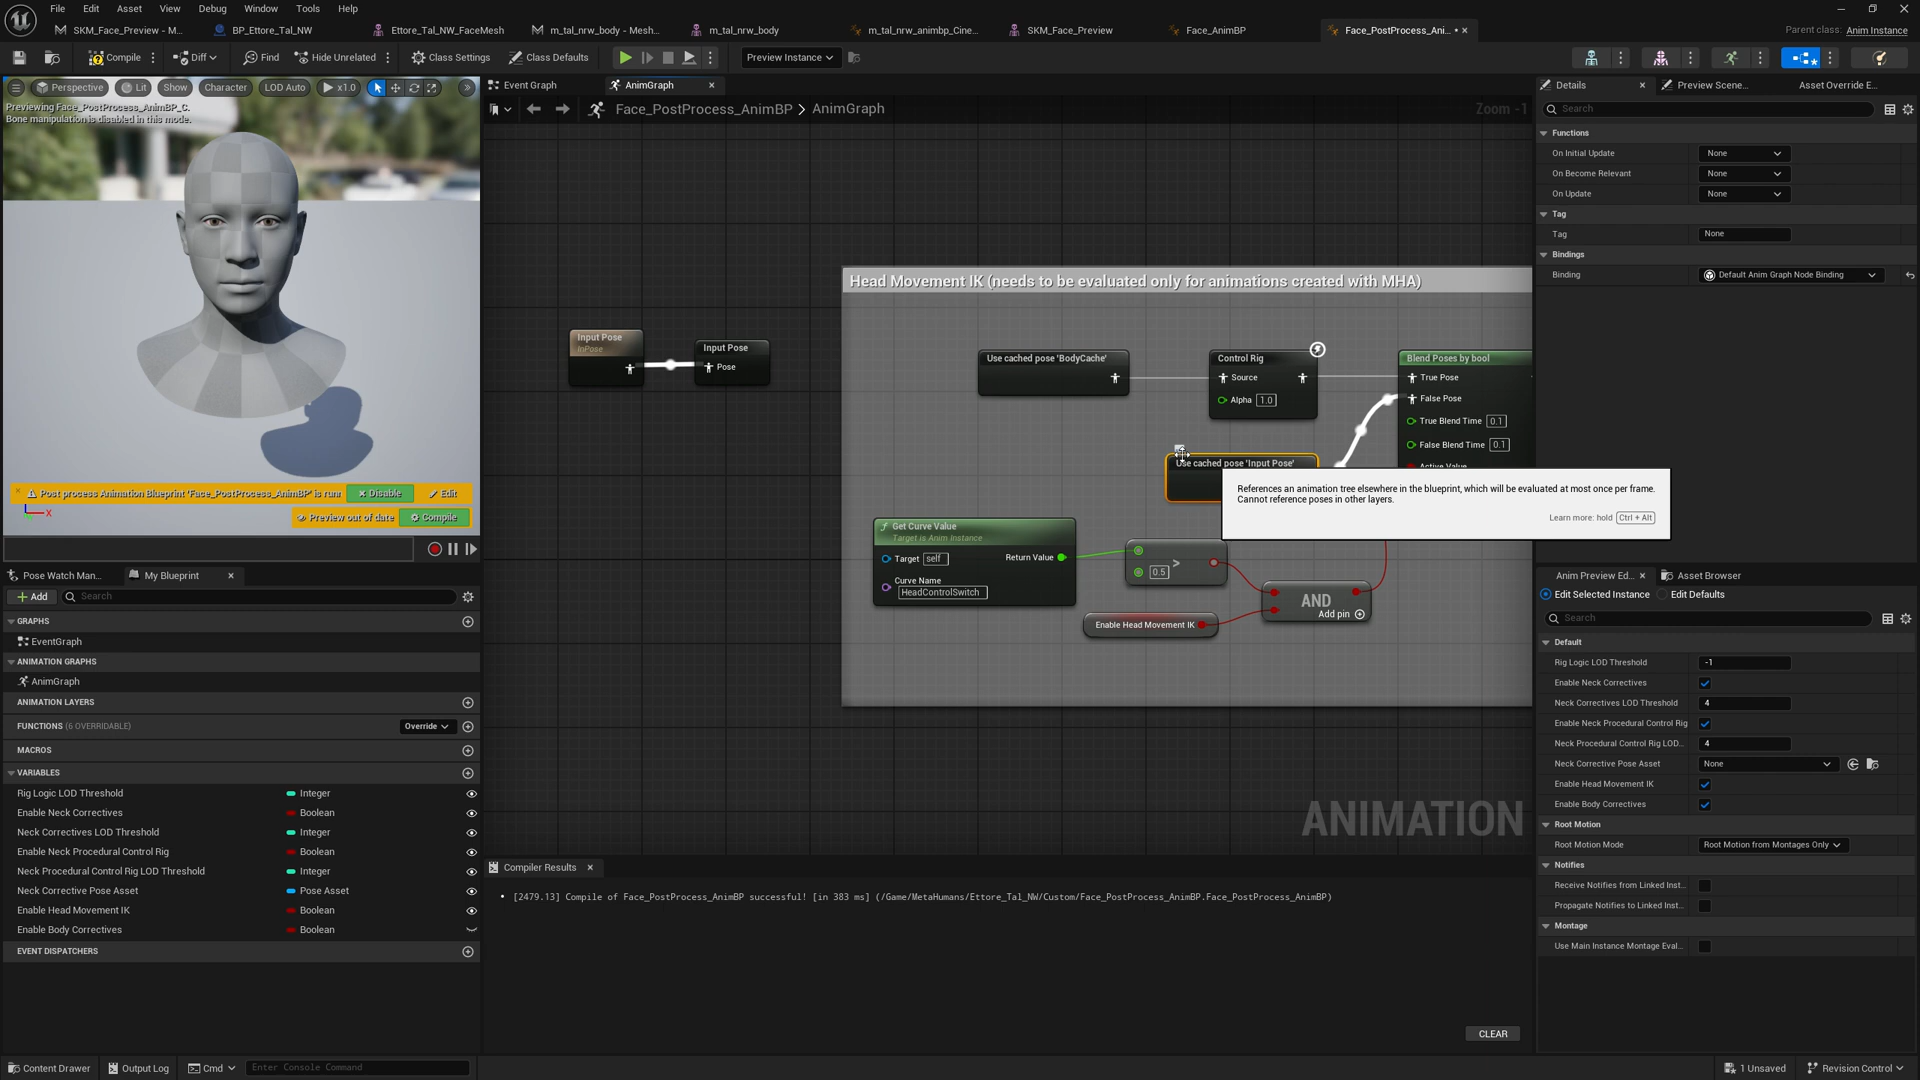 File Edit Asset View Debug Window Tools Help
SKM_Face_Preview - M... BP_Ettore_Tal_NW Ettore_Tal_NW_FaceMesh m_tal_nrw_body - Mesh... m_tal_nrw_body m_tal_nrw_animbp_Cine... SKM_Face_Preview Face_AnimBP Face_PostProcess_Ani... •
Parent class: Anim Instance
Compile Diff Find Hide Unrelated Class Settings Class Defaults Preview Instance
Perspective Lit Show Character LOD Auto x1.0
Previewing Face_PostProcess_AnimBP_C.
Bone manipulation is disabled in this mode.
Post process Animation Blueprint 'Face_PostProcess_AnimBP' is runi Disable Edit
Preview out of date Compile
X
Pose Watch Man... My Blueprint
Add Search
GRAPHS
EventGraph
ANIMATION GRAPHS
AnimGraph
ANIMATION LAYERS
FUNCTIONS (6 OVERRIDABLE) Override
MACROS
VARIABLES
Rig Logic LOD Threshold Integer
Enable Neck Correctives Boolean
Neck Correctives LOD Threshold Integer
Enable Neck Procedural Control Rig Boolean
Neck Procedural Control Rig LOD Threshold Integer
Neck Corrective Pose Asset Pose Asset
Enable Head Movement IK Boolean
Enable Body Correctives Boolean
EVENT DISPATCHERS
Event Graph AnimGraph
Face_PostProcess_AnimBP > AnimGraph Zoom -1
Head Movement IK (needs to be evaluated only for animations created with MHA)
Input Pose
InPose
Input Pose
Pose
Use cached pose 'BodyCache'
Control Rig
Source
Alpha 1.0
Blend Poses by bool
True Pose
False Pose
True Blend Time 0.1
False Blend Time 0.1
Active Value
Use cached pose 'Input Pose'
References an animation tree elsewhere in the blueprint, which will be evaluated at most once per frame.
Cannot reference poses in other layers.
Learn more: hold Ctrl + Alt
Get Curve Value
Target is Anim Instance
Target self Return Value
Curve Name
HeadControlSwitch
0.5 >
AND
Add pin
Enable Head Movement IK
ANIMATION
Compiler Results
• [2479.13] Compile of Face_PostProcess_AnimBP successful! [in 383 ms] (/Game/MetaHumans/Ettore_Tal_NW/Custom/Face_PostProcess_AnimBP.Face_PostProcess_AnimBP)
CLEAR
Details Preview Scene... Asset Override E...
Search
Functions
On Initial Update None
On Become Relevant None
On Update None
Tag
Tag None
Bindings
Binding Default Anim Graph Node Binding
Anim Preview Ed... Asset Browser
Edit Selected Instance Edit Defaults
Search
Default
Rig Logic LOD Threshold -1
Enable Neck Correctives
Neck Correctives LOD Threshold 4
Enable Neck Procedural Control Rig
Neck Procedural Control Rig LOD... 4
Neck Corrective Pose Asset None
Enable Head Movement IK
Enable Body Correctives
Root Motion
Root Motion Mode Root Motion from Montages Only
Notifies
Receive Notifies from Linked Inst...
Propagate Notifies to Linked Inst...
Montage
Use Main Instance Montage Eval...
Content Drawer Output Log Cmd Enter Console Command 1 Unsaved Revision Control